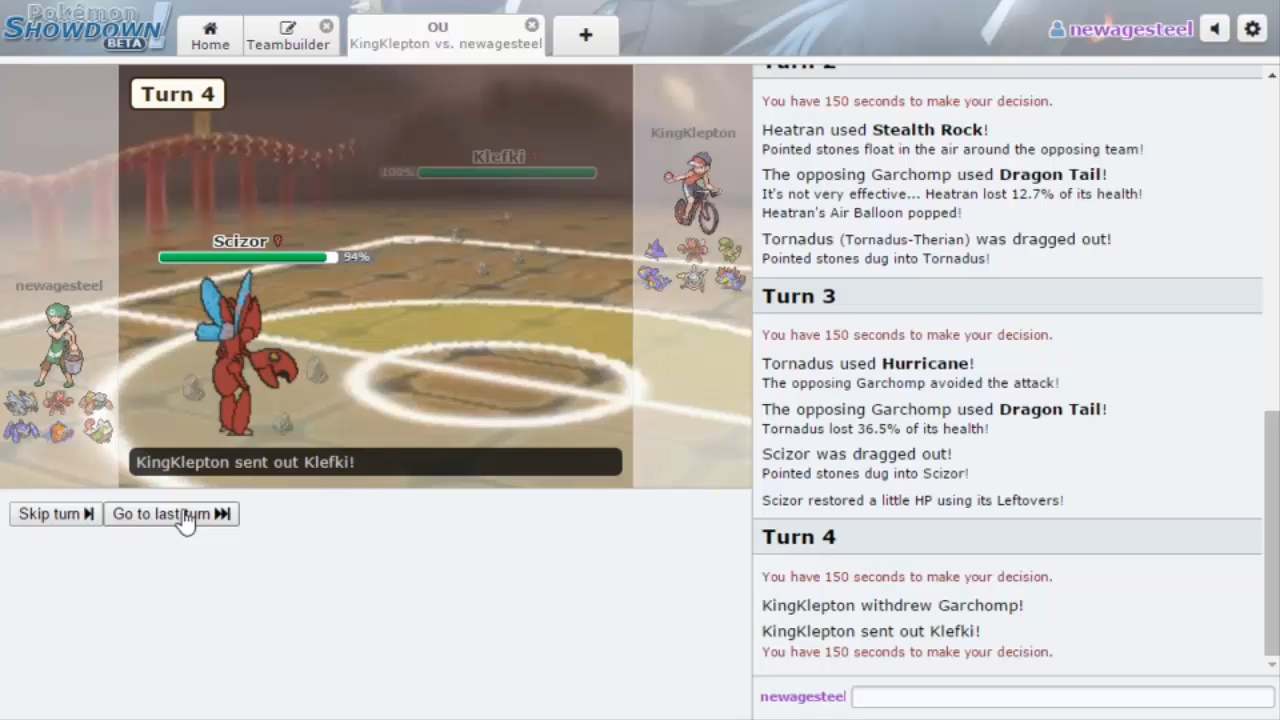 Pokémon
SHOWDOWN!
BETA
Home
Teambuilder
OU
KingKlepton vs. newagesteel
+
newagesteel
Turn 4
KingKlepton
Klefki
100%
Scizor
94%
newagesteel
KingKlepton sent out Klefki!
Skip turn
Go to last turn
Turn 2
You have 150 seconds to make your decision.
Heatran used Stealth Rock!
Pointed stones float in the air around the opposing team!
The opposing Garchomp used Dragon Tail!
It's not very effective... Heatran lost 12.7% of its health!
Heatran's Air Balloon popped!
Tornadus (Tornadus-Therian) was dragged out!
Pointed stones dug into Tornadus!
Turn 3
You have 150 seconds to make your decision.
Tornadus used Hurricane!
The opposing Garchomp avoided the attack!
The opposing Garchomp used Dragon Tail!
Tornadus lost 36.5% of its health!
Scizor was dragged out!
Pointed stones dug into Scizor!
Scizor restored a little HP using its Leftovers!
Turn 4
You have 150 seconds to make your decision.
KingKlepton withdrew Garchomp!
KingKlepton sent out Klefki!
You have 150 seconds to make your decision.
newagesteel